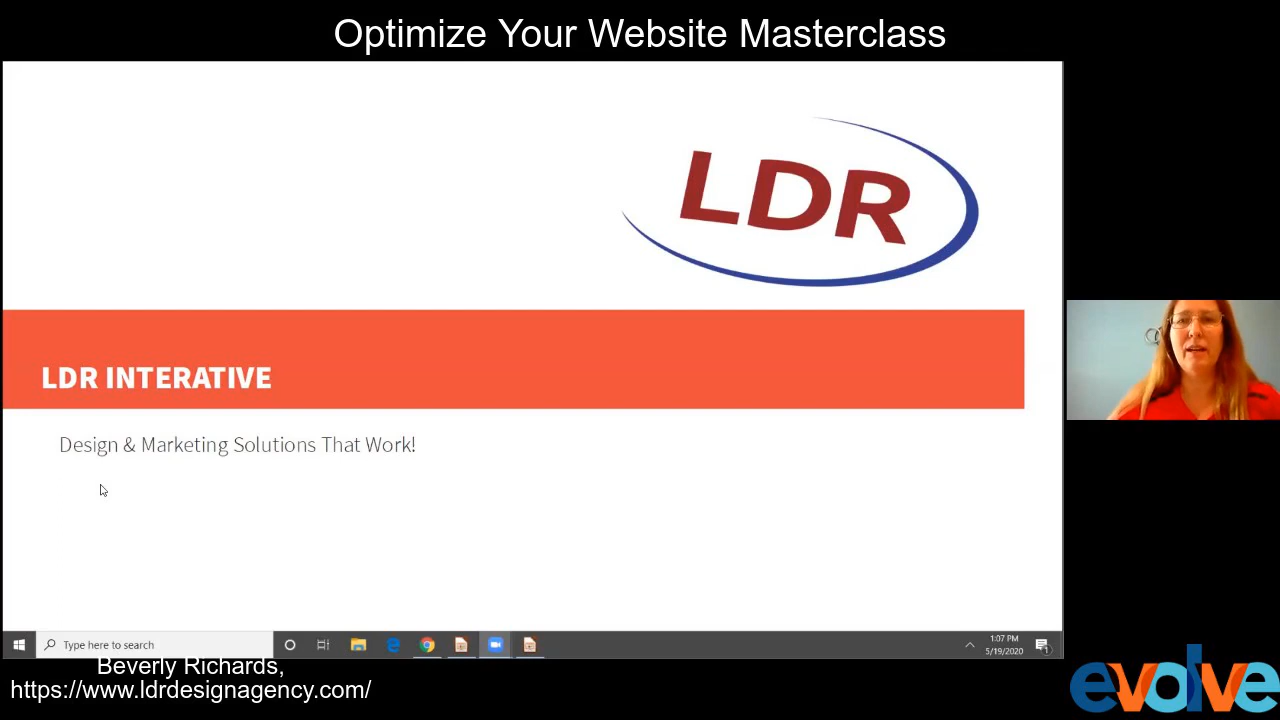 Optimize Your Website Masterclass
LDR
LDR INTERATIVE
Design & Marketing Solutions That Work!
Type here to search
1:07 PM
5/19/2020
1
Beverly Richards,
https://www.ldrdesignagency.com/
evolve